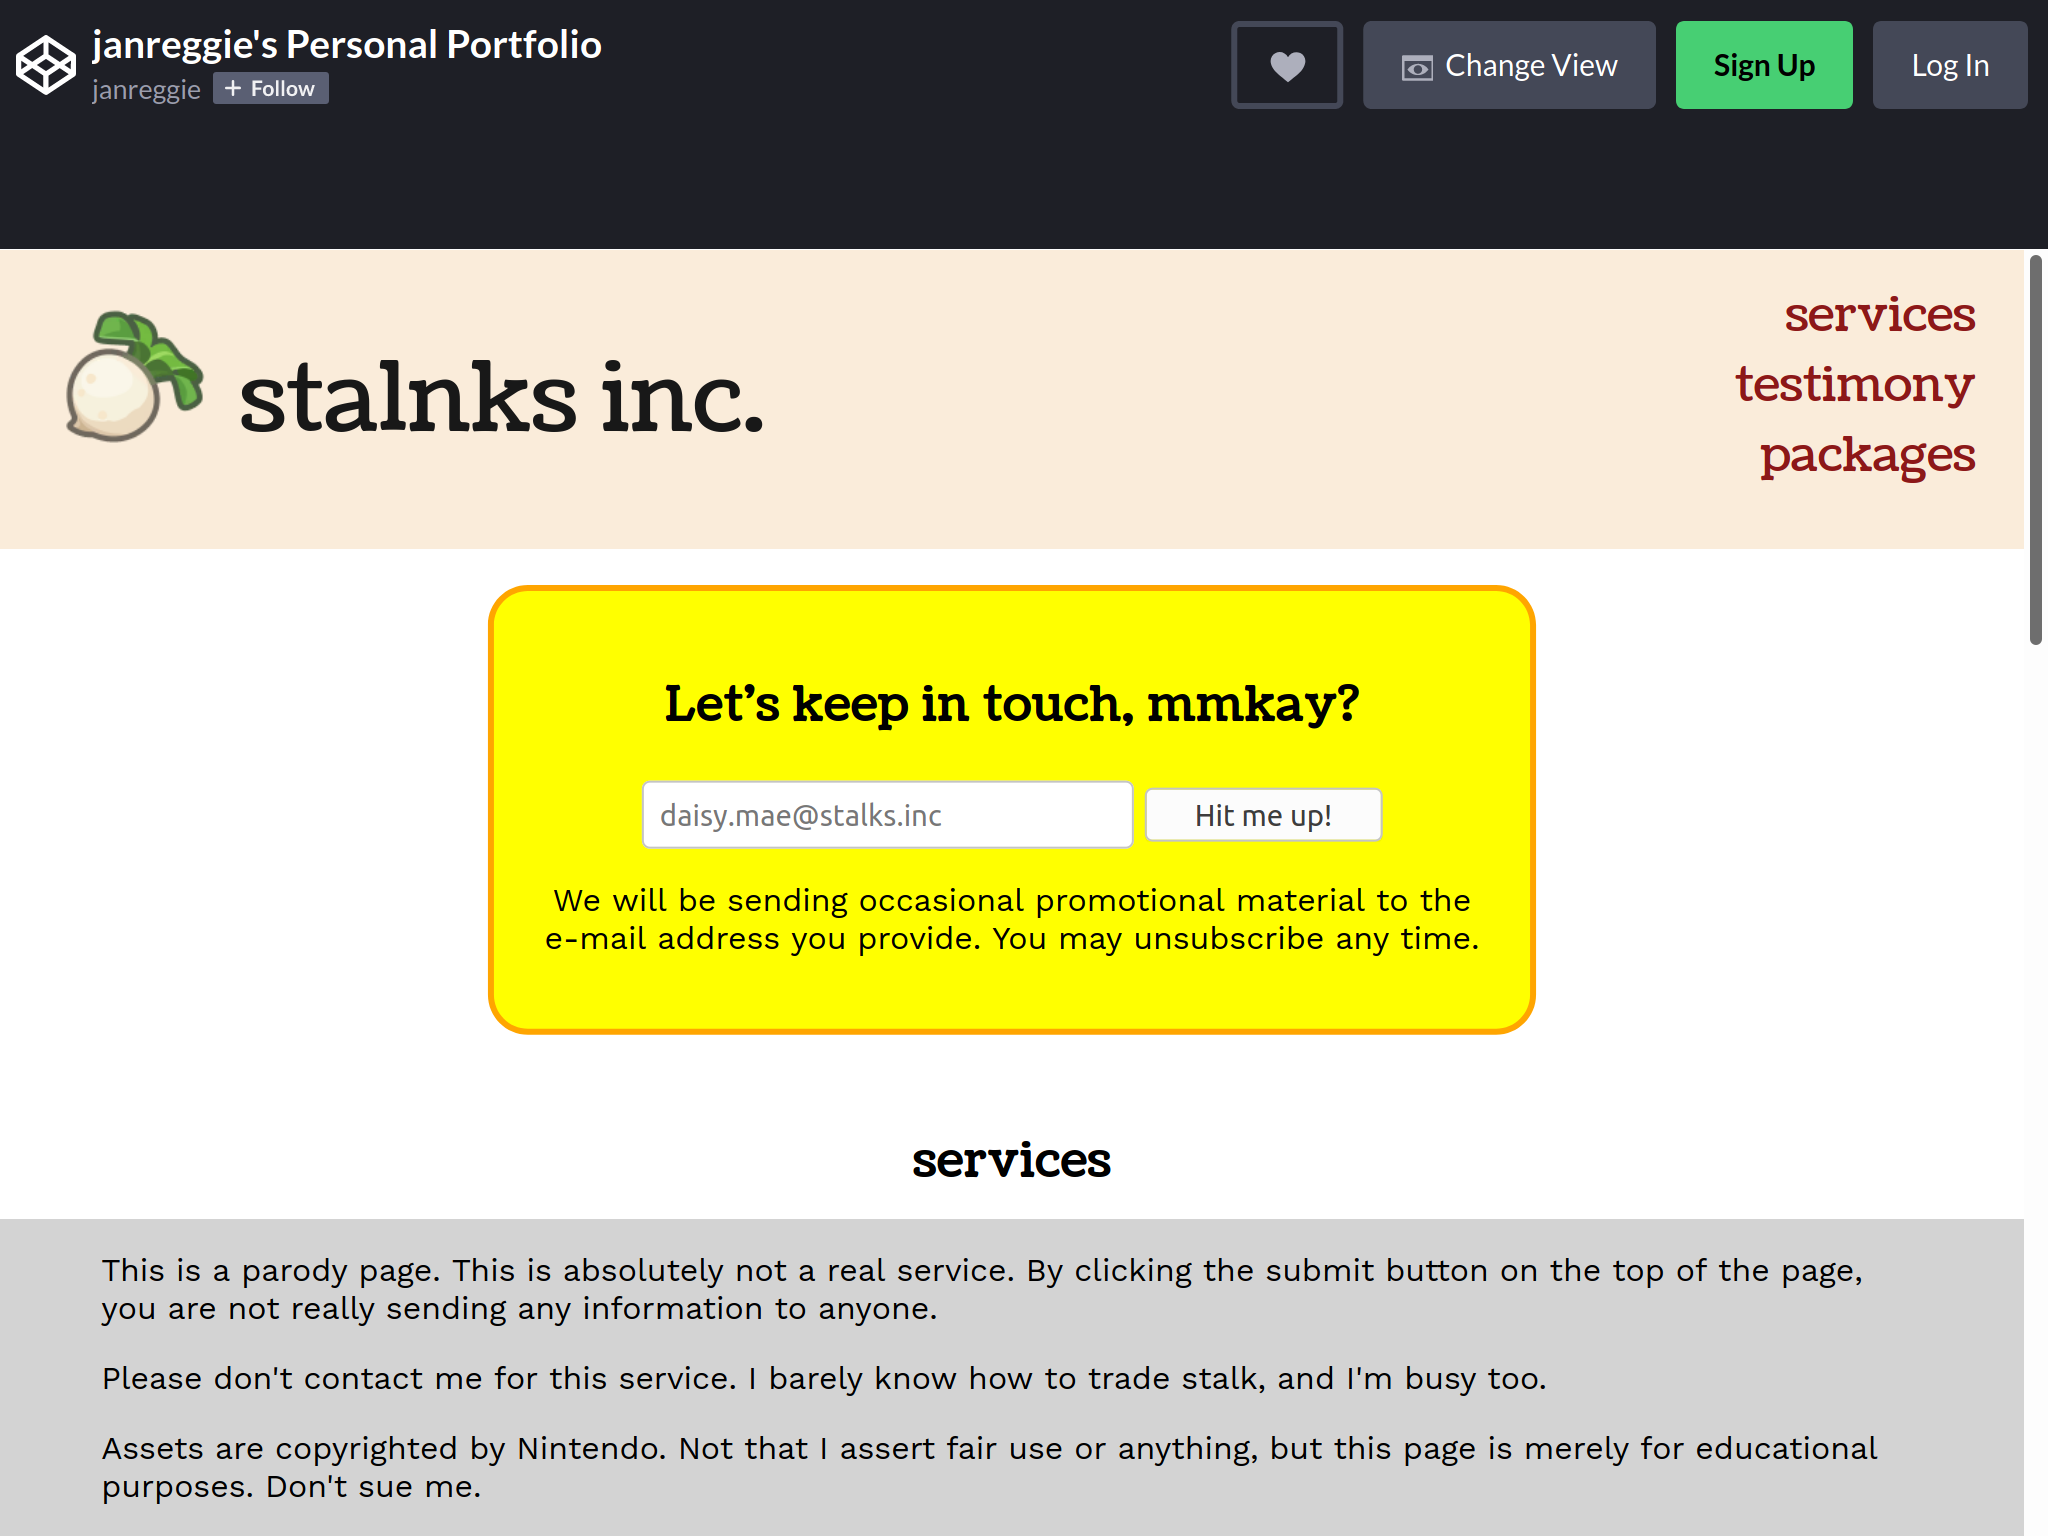 janreggie's Personal Portfolio
janreggie + Follow
Change View
Sign Up
Log In
stalnks inc.
services
testimony
packages
Let’s keep in touch, mmkay?
daisy.mae@stalks.inc
Hit me up!
We will be sending occasional promotional material to the
e-mail address you provide. You may unsubscribe any time.
services
This is a parody page. This is absolutely not a real service. By clicking the submit button on the top of the page,
you are not really sending any information to anyone.
Please don't contact me for this service. I barely know how to trade stalk, and I'm busy too.
Assets are copyrighted by Nintendo. Not that I assert fair use or anything, but this page is merely for educational
purposes. Don't sue me.